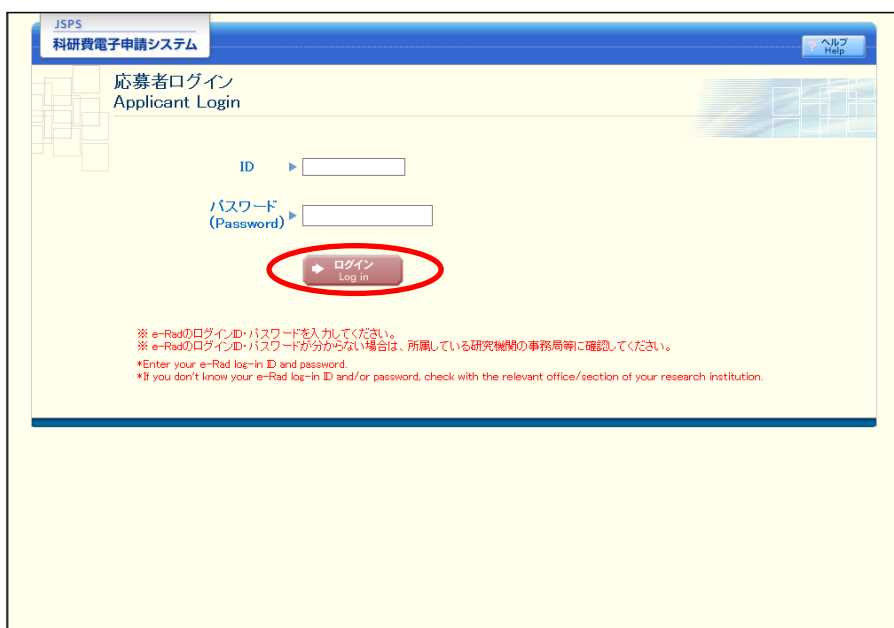 JSPS
科研費電子申請システム
? ヘルプ
Help
応募者ログイン
Applicant Login
ID
パスワード
(Password)
ログイン
Log in
※ e-RadのログインID・パスワードを入力してください。
※ e-RadのログインID・パスワードが分からない場合は、所属している研究機関の事務局等に確認してください。
*Enter your e-Rad log-in ID and password.
*If you don't know your e-Rad log-in ID and/or password, check with the relevant office/section of your research institution.